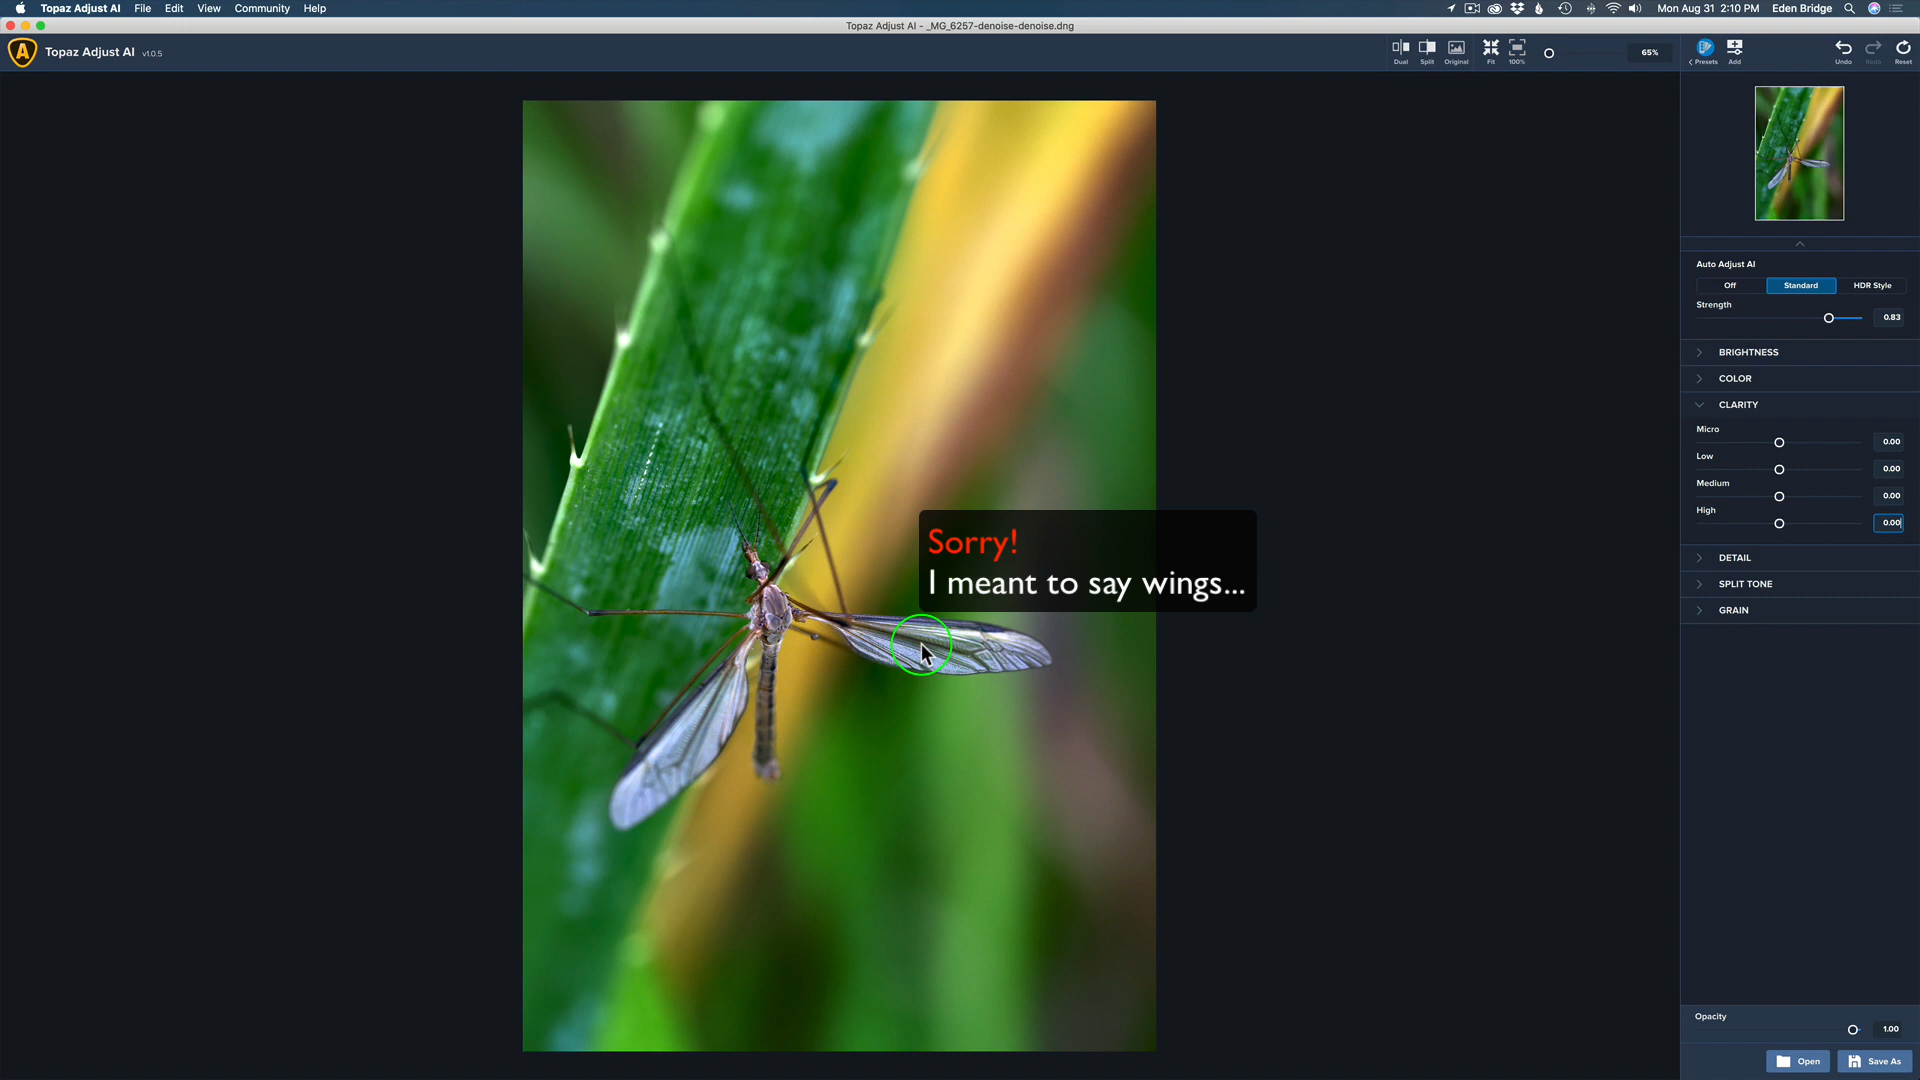 Topaz Adjust AI File Edit View Community Help
Mon Aug 31 2:10 PM Eden Bridge
Topaz Adjust AI - _MG_6257-denoise-denoise.dng
A Topaz Adjust AI v1.0.5
65%
Dual Split Original Fit 100%
Presets Add Undo Redo Reset
Auto Adjust AI
Off Standard HDR Style
Strength
0.83
BRIGHTNESS
COLOR
CLARITY
Micro
0.00
Low
0.00
Medium
0.00
High
0.00
Sorry!
I meant to say wings...
DETAIL
SPLIT TONE
GRAIN
Opacity
1.00
Open Save As